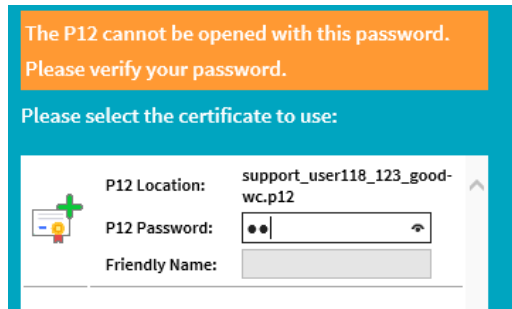 The P12 cannot be opened with this password.
Please verify your password.
Please select the certificate to use:
P12 Location:
support_user118_123_good-
wc.p12
P12 Password:
Friendly Name: